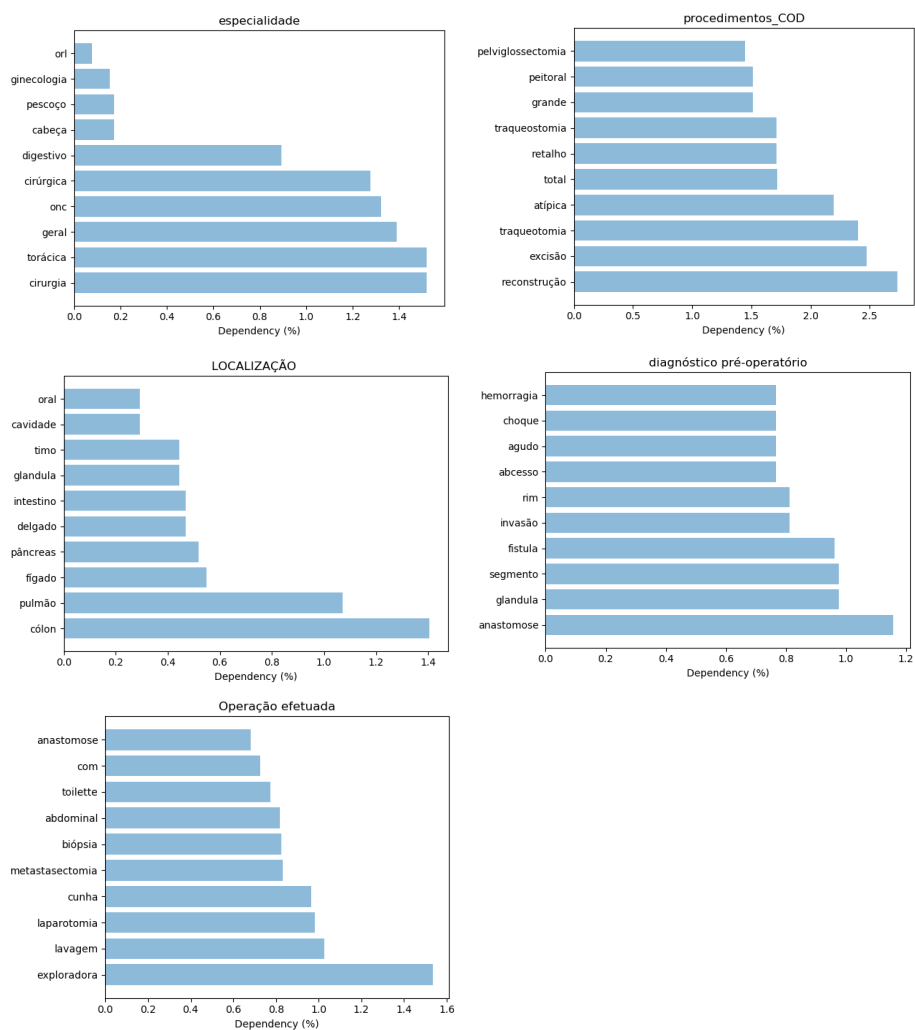 especialidade
orl
ginecologia
pescoço
cabeça
digestivo
cirúrgica
onc
geral
torácica
cirurgia
0.0 0.2 0.4 0.6 0.8 1.0 1.2 1.4
Dependency (%)
procedimentos_COD
pelviglossectomia
peitoral
grande
traqueostomia
retalho
total
atípica
traqueotomia
excisão
reconstrução
0.0 0.5 1.0 1.5 2.0 2.5
Dependency (%)
LOCALIZAÇÃO
oral
cavidade
timo
glandula
intestino
delgado
pâncreas
fígado
pulmão
cólon
0.0 0.2 0.4 0.6 0.8 1.0 1.2 1.4
Dependency (%)
diagnóstico pré-operatório
hemorragia
choque
agudo
abcesso
rim
invasão
fistula
segmento
glandula
anastomose
0.0 0.2 0.4 0.6 0.8 1.0 1.2
Dependency (%)
Operação efetuada
anastomose
com
toilette
abdominal
biópsia
metastasectomia
cunha
laparotomia
lavagem
exploradora
0.0 0.2 0.4 0.6 0.8 1.0 1.2 1.4 1.6
Dependency (%)